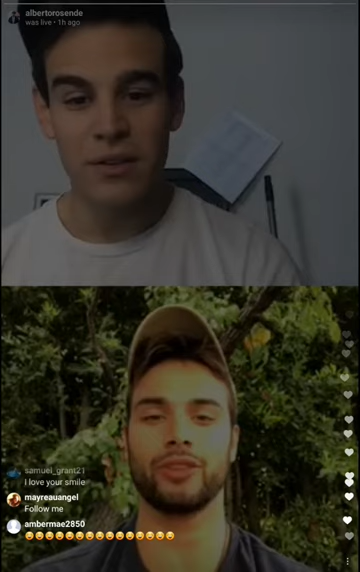 albertorosende
was live • 1h ago
samuel_grant21
i love your smile
mayreauangel
Follow me
ambermae2850
😍😍😍😍😍😍😍😍😍😍😍😍😍😍😍